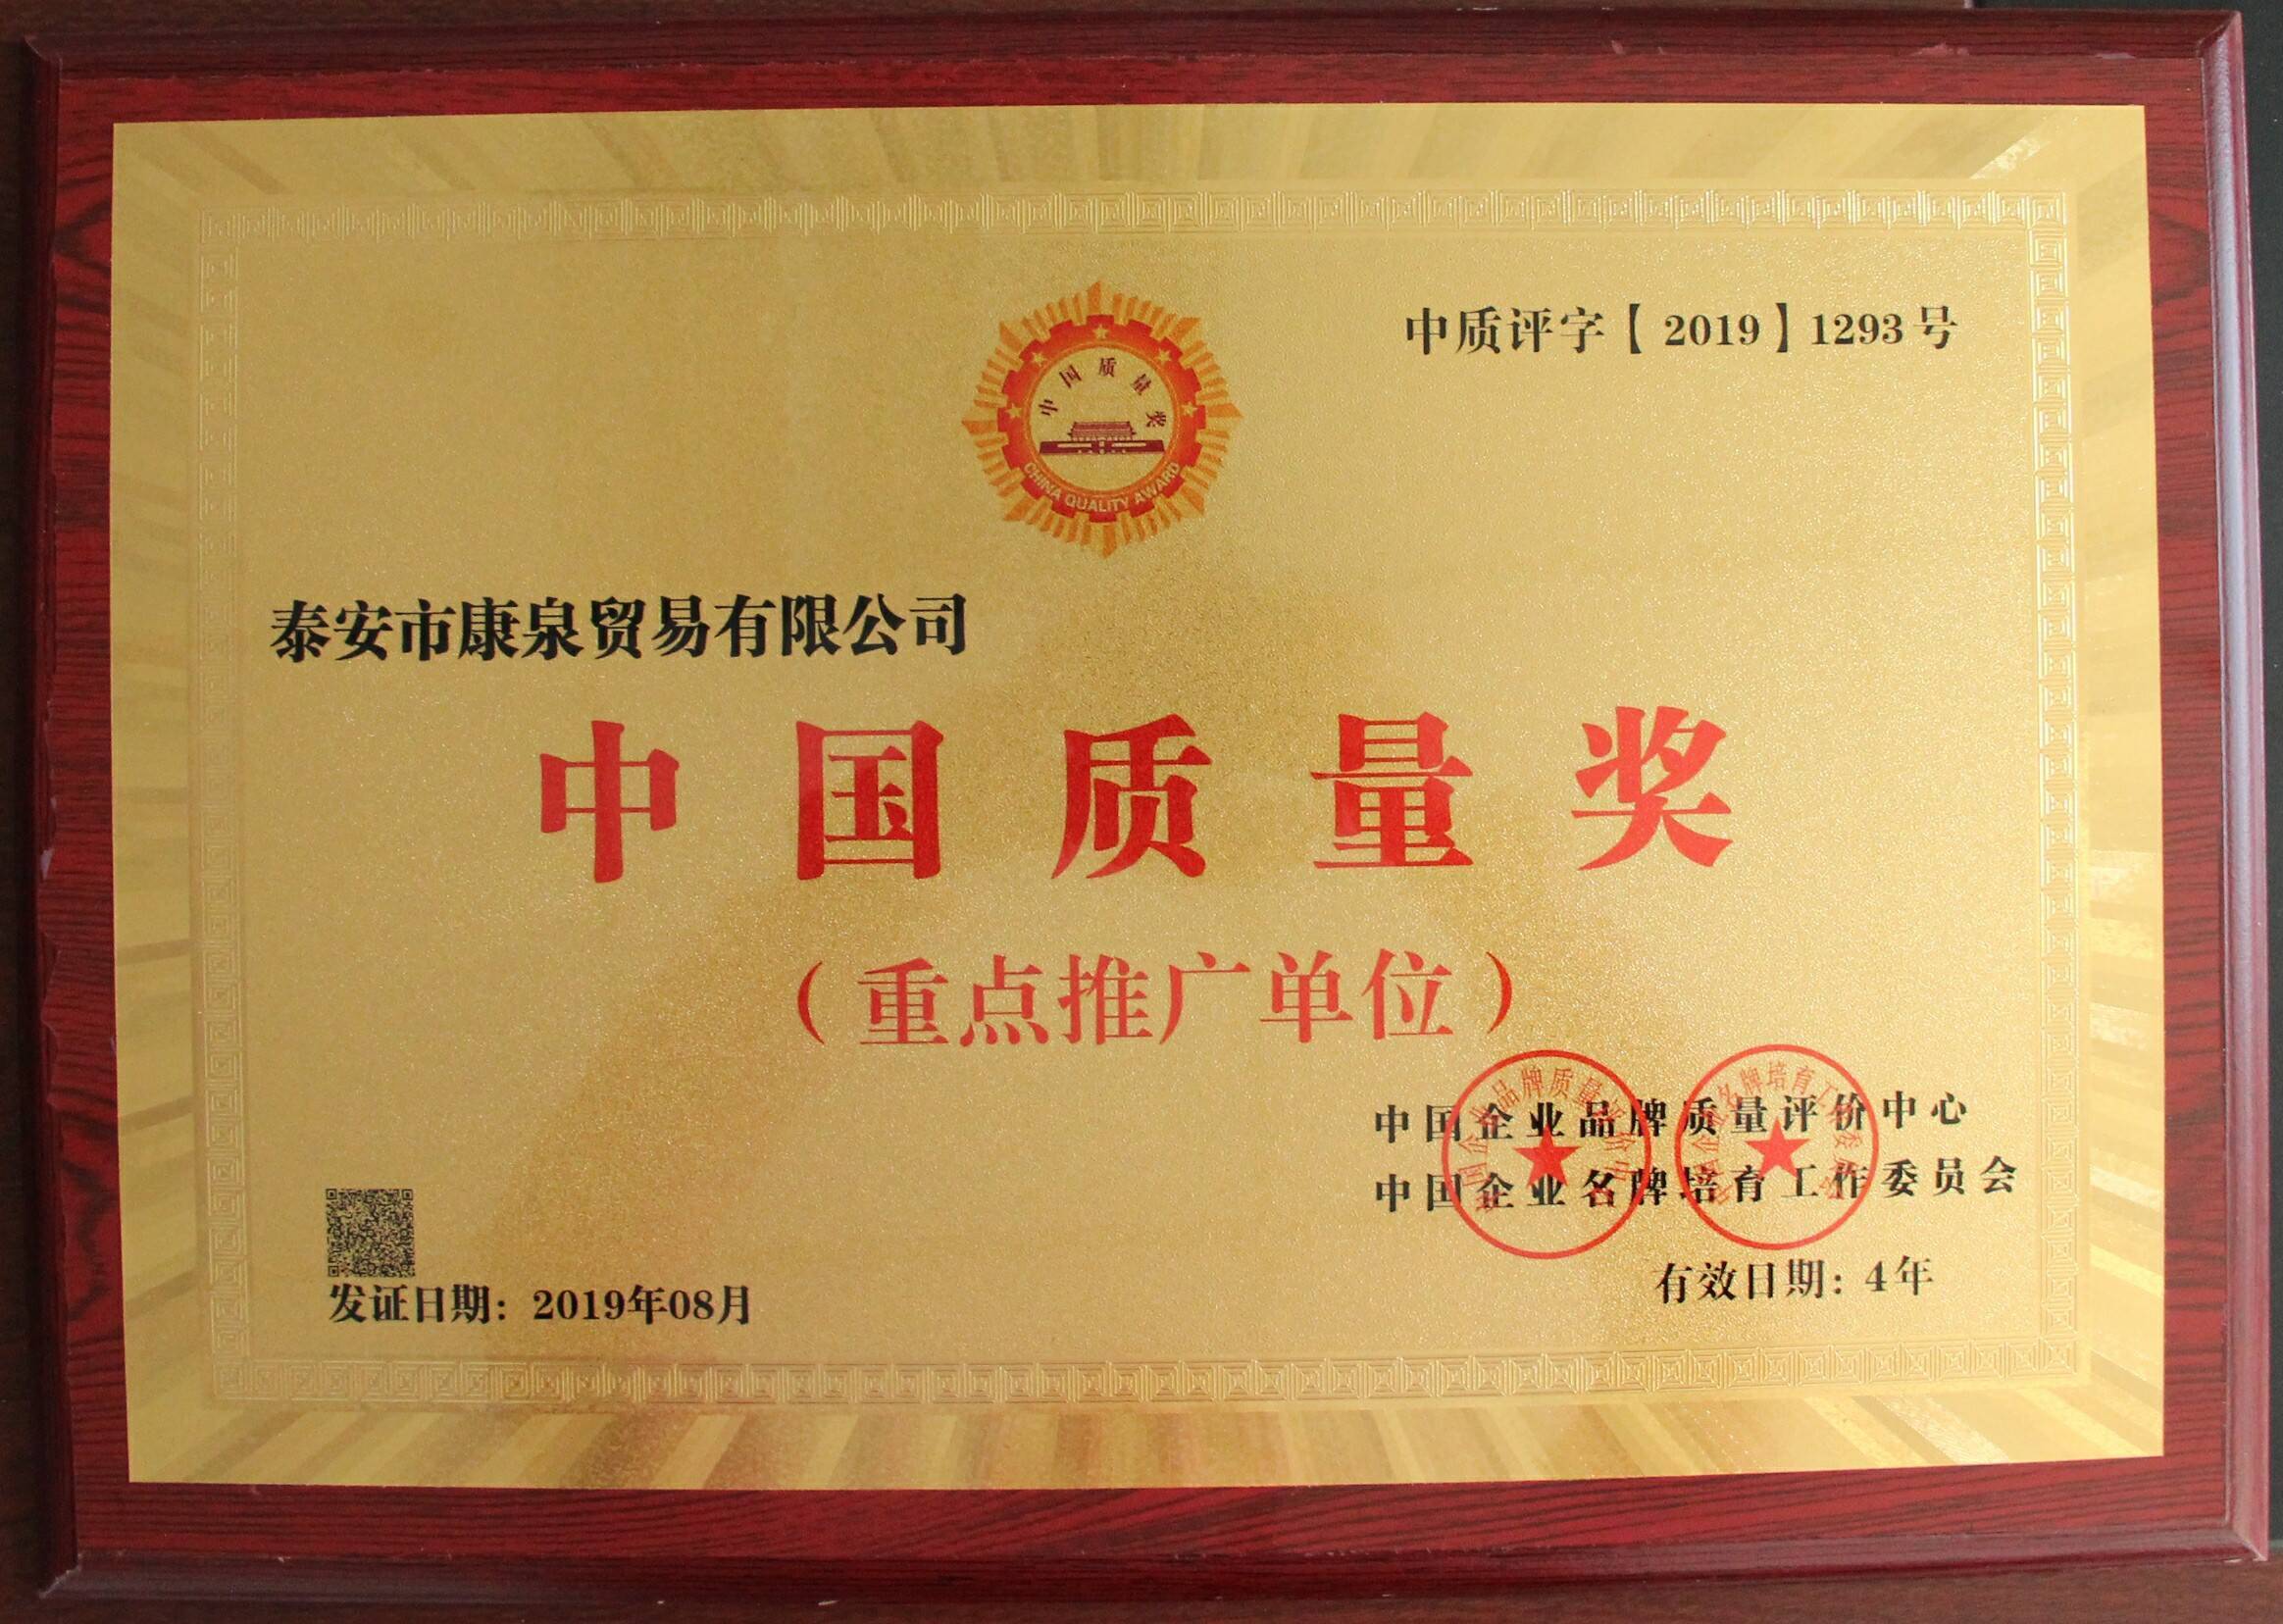 中质评字【2019】1293号
中国质量奖
CHINA QUALITY AWARD
泰安市康泉贸易有限公司
中国质量奖
（重点推广单位）
中国企业品牌质量评价中心
中国企业名牌培育工作委员会
发证日期：2019年08月
有效日期：4年